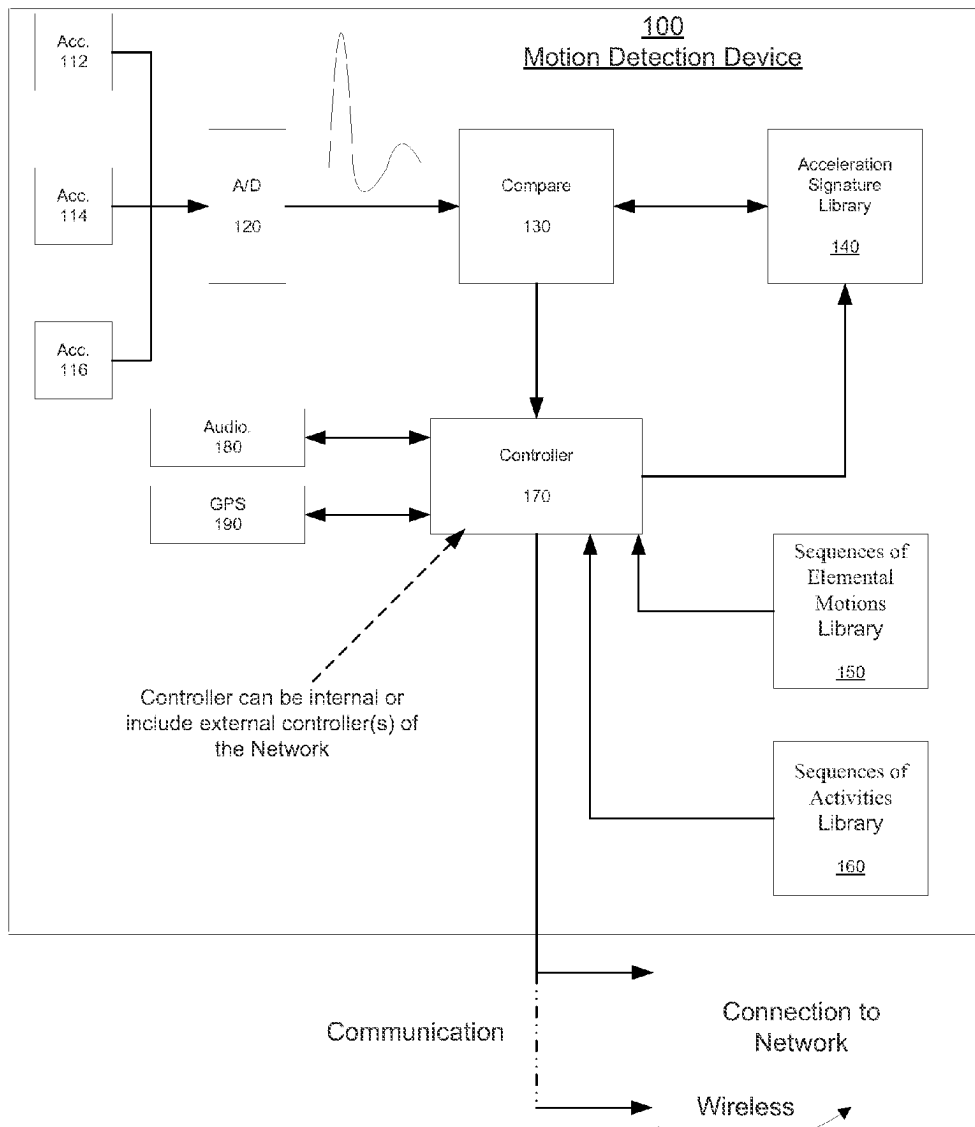 100
Motion Detection Device
Acc.
112
Acc.
114
Acc.
116
A/D
120
Compare
130
Acceleration
Signature
Library
140
Audio.
180
GPS
190
Controller
170
Sequences of
Elemental
Motions
Library
150
Controller can be internal or
include external controller(s) of
the Network
Sequences of
Activities
Library
160
Communication
Connection to
Network
Wireless